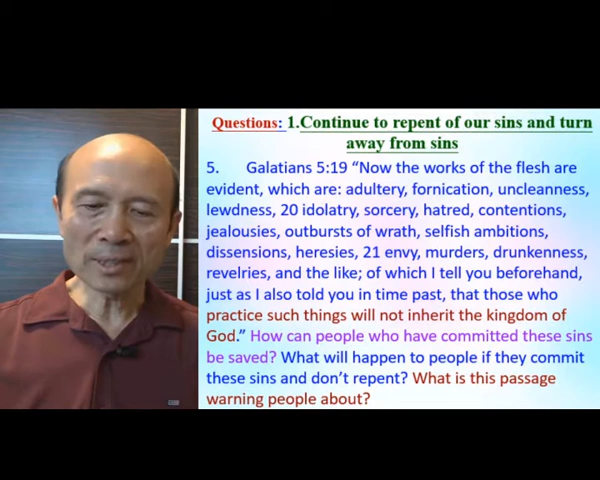 Questions: 1.Continue to repent of our sins and turn
away from sins
5. Galatians 5:19 “Now the works of the flesh are
evident, which are: adultery, fornication, uncleanness,
lewdness, 20 idolatry, sorcery, hatred, contentions,
jealousies, outbursts of wrath, selfish ambitions,
dissensions, heresies, 21 envy, murders, drunkenness,
revelries, and the like; of which I tell you beforehand,
just as I also told you in time past, that those who
practice such things will not inherit the kingdom of
God.” How can people who have committed these sins
be saved? What will happen to people if they commit
these sins and don’t repent? What is this passage
warning people about?